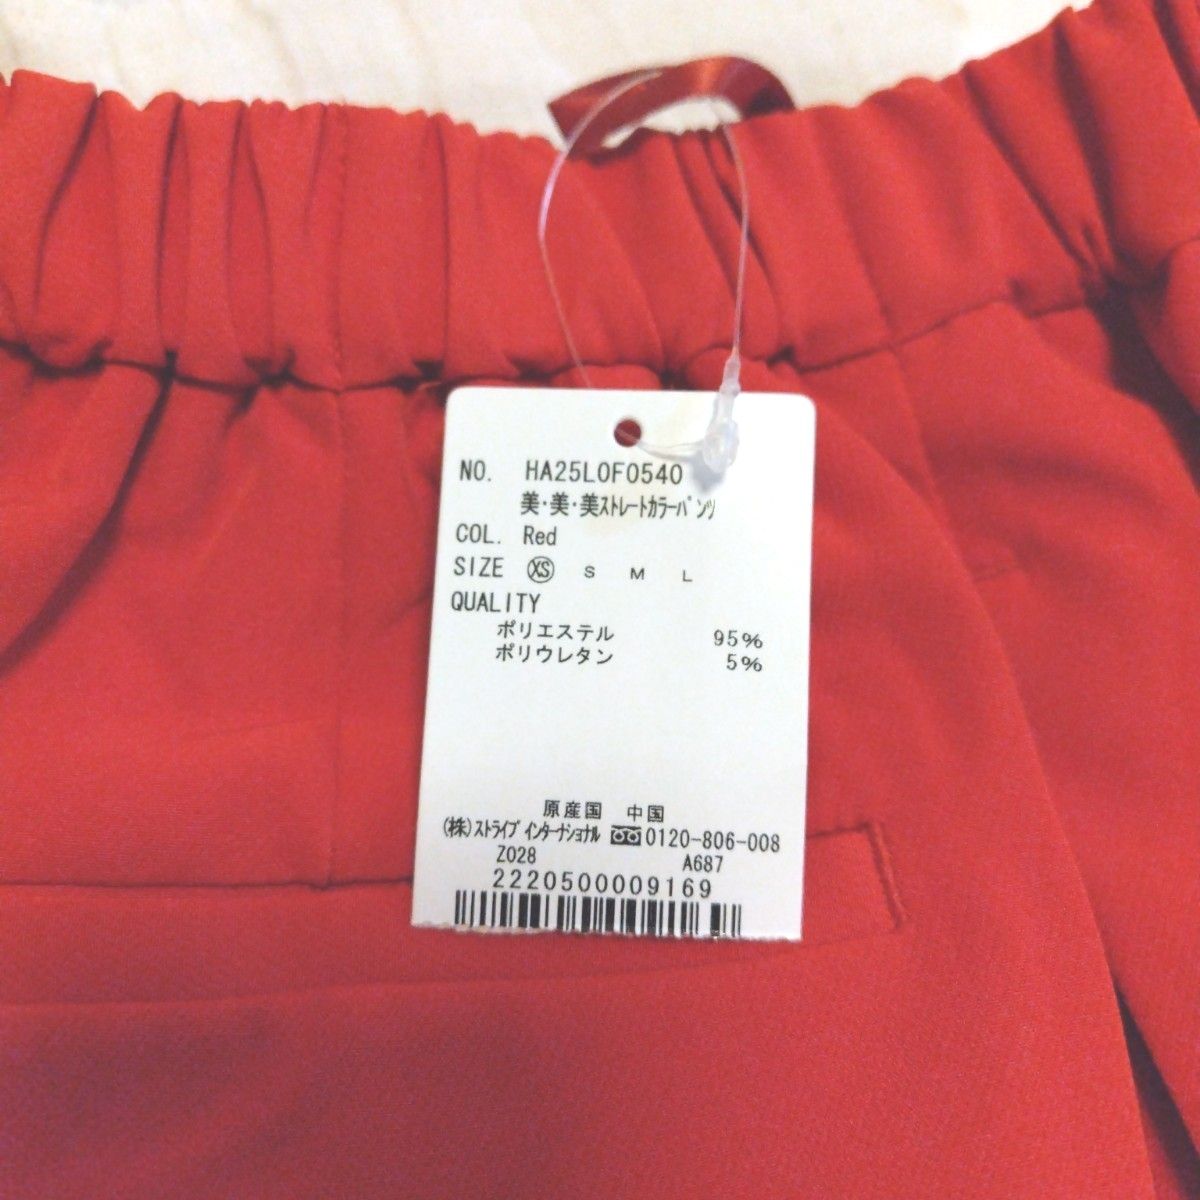 NO. HA25L0F0540
美・美・美ストレートカラーパンツ
COL. Red
SIZE XS S M L
QUALITY
ポリエステル 95%
ポリウレタン 5%
原産国 中国
(株)ストライプインターナショナル 0120-806-008
Z028 A687
2220500009169